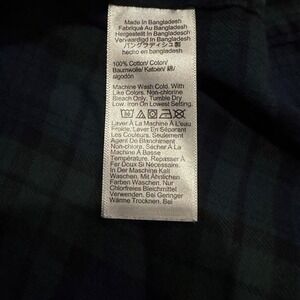 Made In Bangladesh
Fabriqué Au Bangladesh
Hergestellt In Bangladesch
Vervaardigd In Bangladesh
バングラディシュ製
hecho en bangladesh
100% Cotton/ Coton/
Baumwolle/ Katoen/ 綿/
algodón
Machine Wash Cold. With
Like Colors. Non-chlorine
Bleach Only. Tumble Dry
Low. Iron On Lowest Setting.
Laver À La Machine À L'eau
Froide. Laver En Séparant
Les Couleurs. Seulement
Agent De Blanchiment
Non-chlore. Sécher À La
Machine À Basse
Température. Repasser À
Fer Doux Si Necessaire.
In Der Maschine Kalt
Waschen. Mit Ähnlichen
Farben Waschen. Nur
Chlorfreies Bleichmittel
Verwenden. Bei Geringer
Wärme Trocknen. Bei